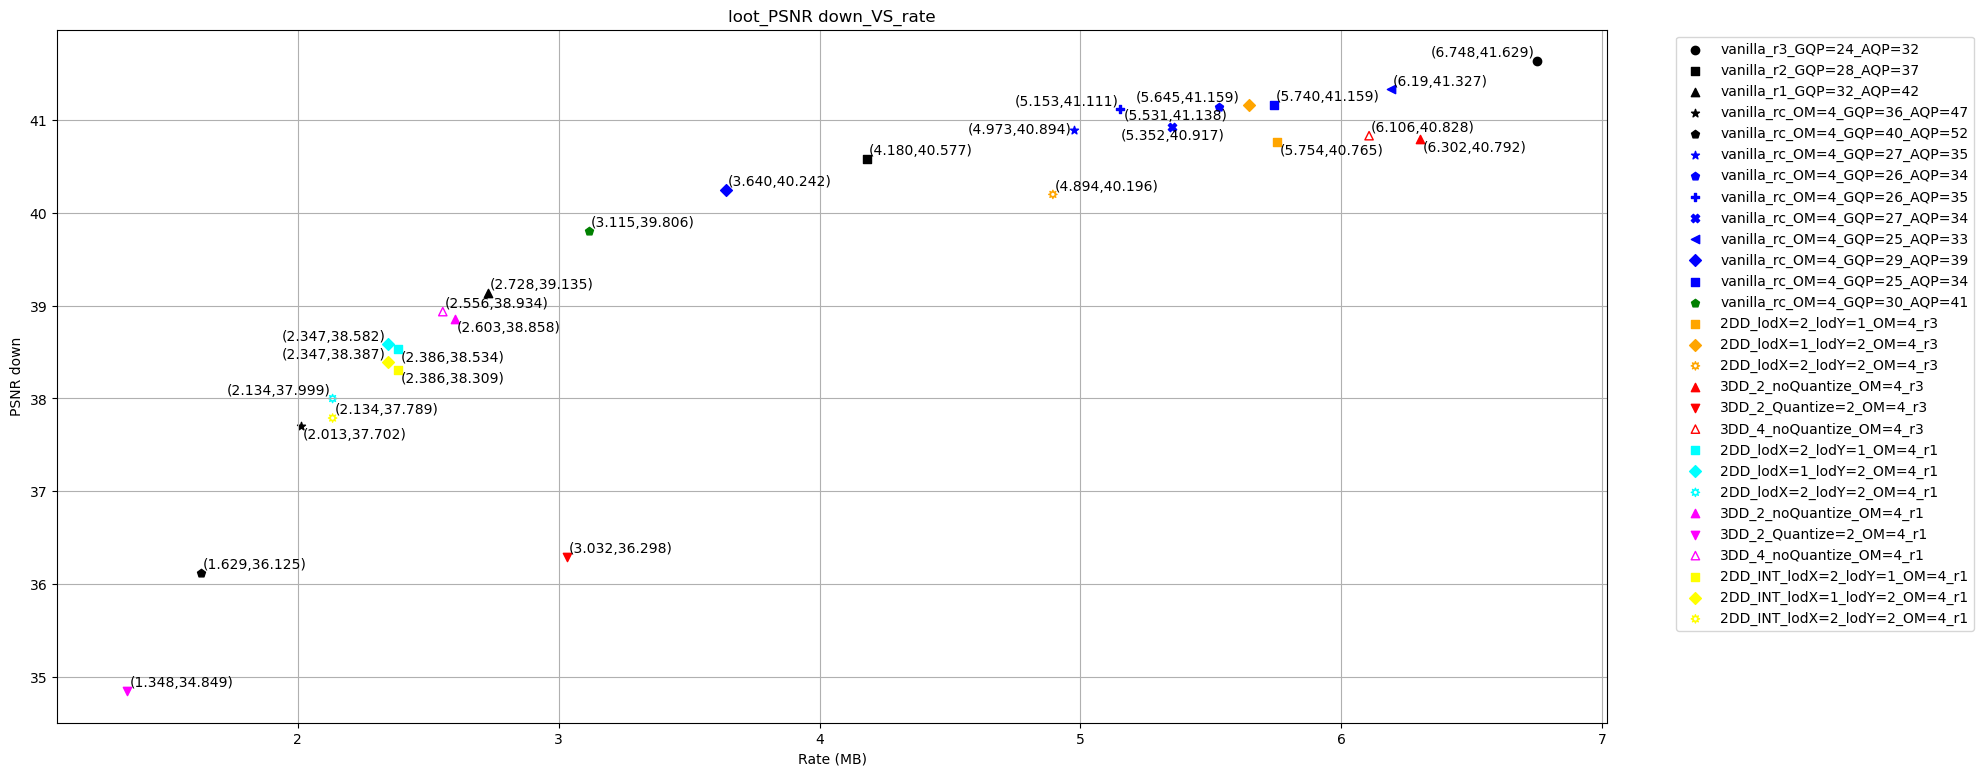 loot_PSNR down_VS_rate
(6.748,41.629)
(6.19,41.327)
(5.645,41.159)
(5.740,41.159)
(5.153,41.111)
(5.531,41.138)
(4.973,40.894)
(5.352,40.917)
(6.106,40.828)
(6.302,40.792)
(5.754,40.765)
(4.180,40.577)
(3.640,40.242)
(4.894,40.196)
(3.115,39.806)
(2.728,39.135)
(2.556,38.934)
(2.603,38.858)
(2.347,38.582)
(2.386,38.534)
(2.347,38.387)
(2.386,38.309)
(2.134,37.999)
(2.134,37.789)
(2.013,37.702)
(3.032,36.298)
(1.629,36.125)
(1.348,34.849)
41
40
39
38
37
36
35
PSNR down
2
3
4
5
6
7
Rate (MB)
vanilla_r3_GQP=24_AQP=32
vanilla_r2_GQP=28_AQP=37
vanilla_r1_GQP=32_AQP=42
vanilla_rc_OM=4_GQP=36_AQP=47
vanilla_rc_OM=4_GQP=40_AQP=52
vanilla_rc_OM=4_GQP=27_AQP=35
vanilla_rc_OM=4_GQP=26_AQP=34
vanilla_rc_OM=4_GQP=26_AQP=35
vanilla_rc_OM=4_GQP=27_AQP=34
vanilla_rc_OM=4_GQP=25_AQP=33
vanilla_rc_OM=4_GQP=29_AQP=39
vanilla_rc_OM=4_GQP=25_AQP=34
vanilla_rc_OM=4_GQP=30_AQP=41
2DD_lodX=2_lodY=1_OM=4_r3
2DD_lodX=1_lodY=2_OM=4_r3
2DD_lodX=2_lodY=2_OM=4_r3
3DD_2_noQuantize_OM=4_r3
3DD_2_Quantize=2_OM=4_r3
3DD_4_noQuantize_OM=4_r3
2DD_lodX=2_lodY=1_OM=4_r1
2DD_lodX=1_lodY=2_OM=4_r1
2DD_lodX=2_lodY=2_OM=4_r1
3DD_2_noQuantize_OM=4_r1
3DD_2_Quantize=2_OM=4_r1
3DD_4_noQuantize_OM=4_r1
2DD_INT_lodX=2_lodY=1_OM=4_r1
2DD_INT_lodX=1_lodY=2_OM=4_r1
2DD_INT_lodX=2_lodY=2_OM=4_r1